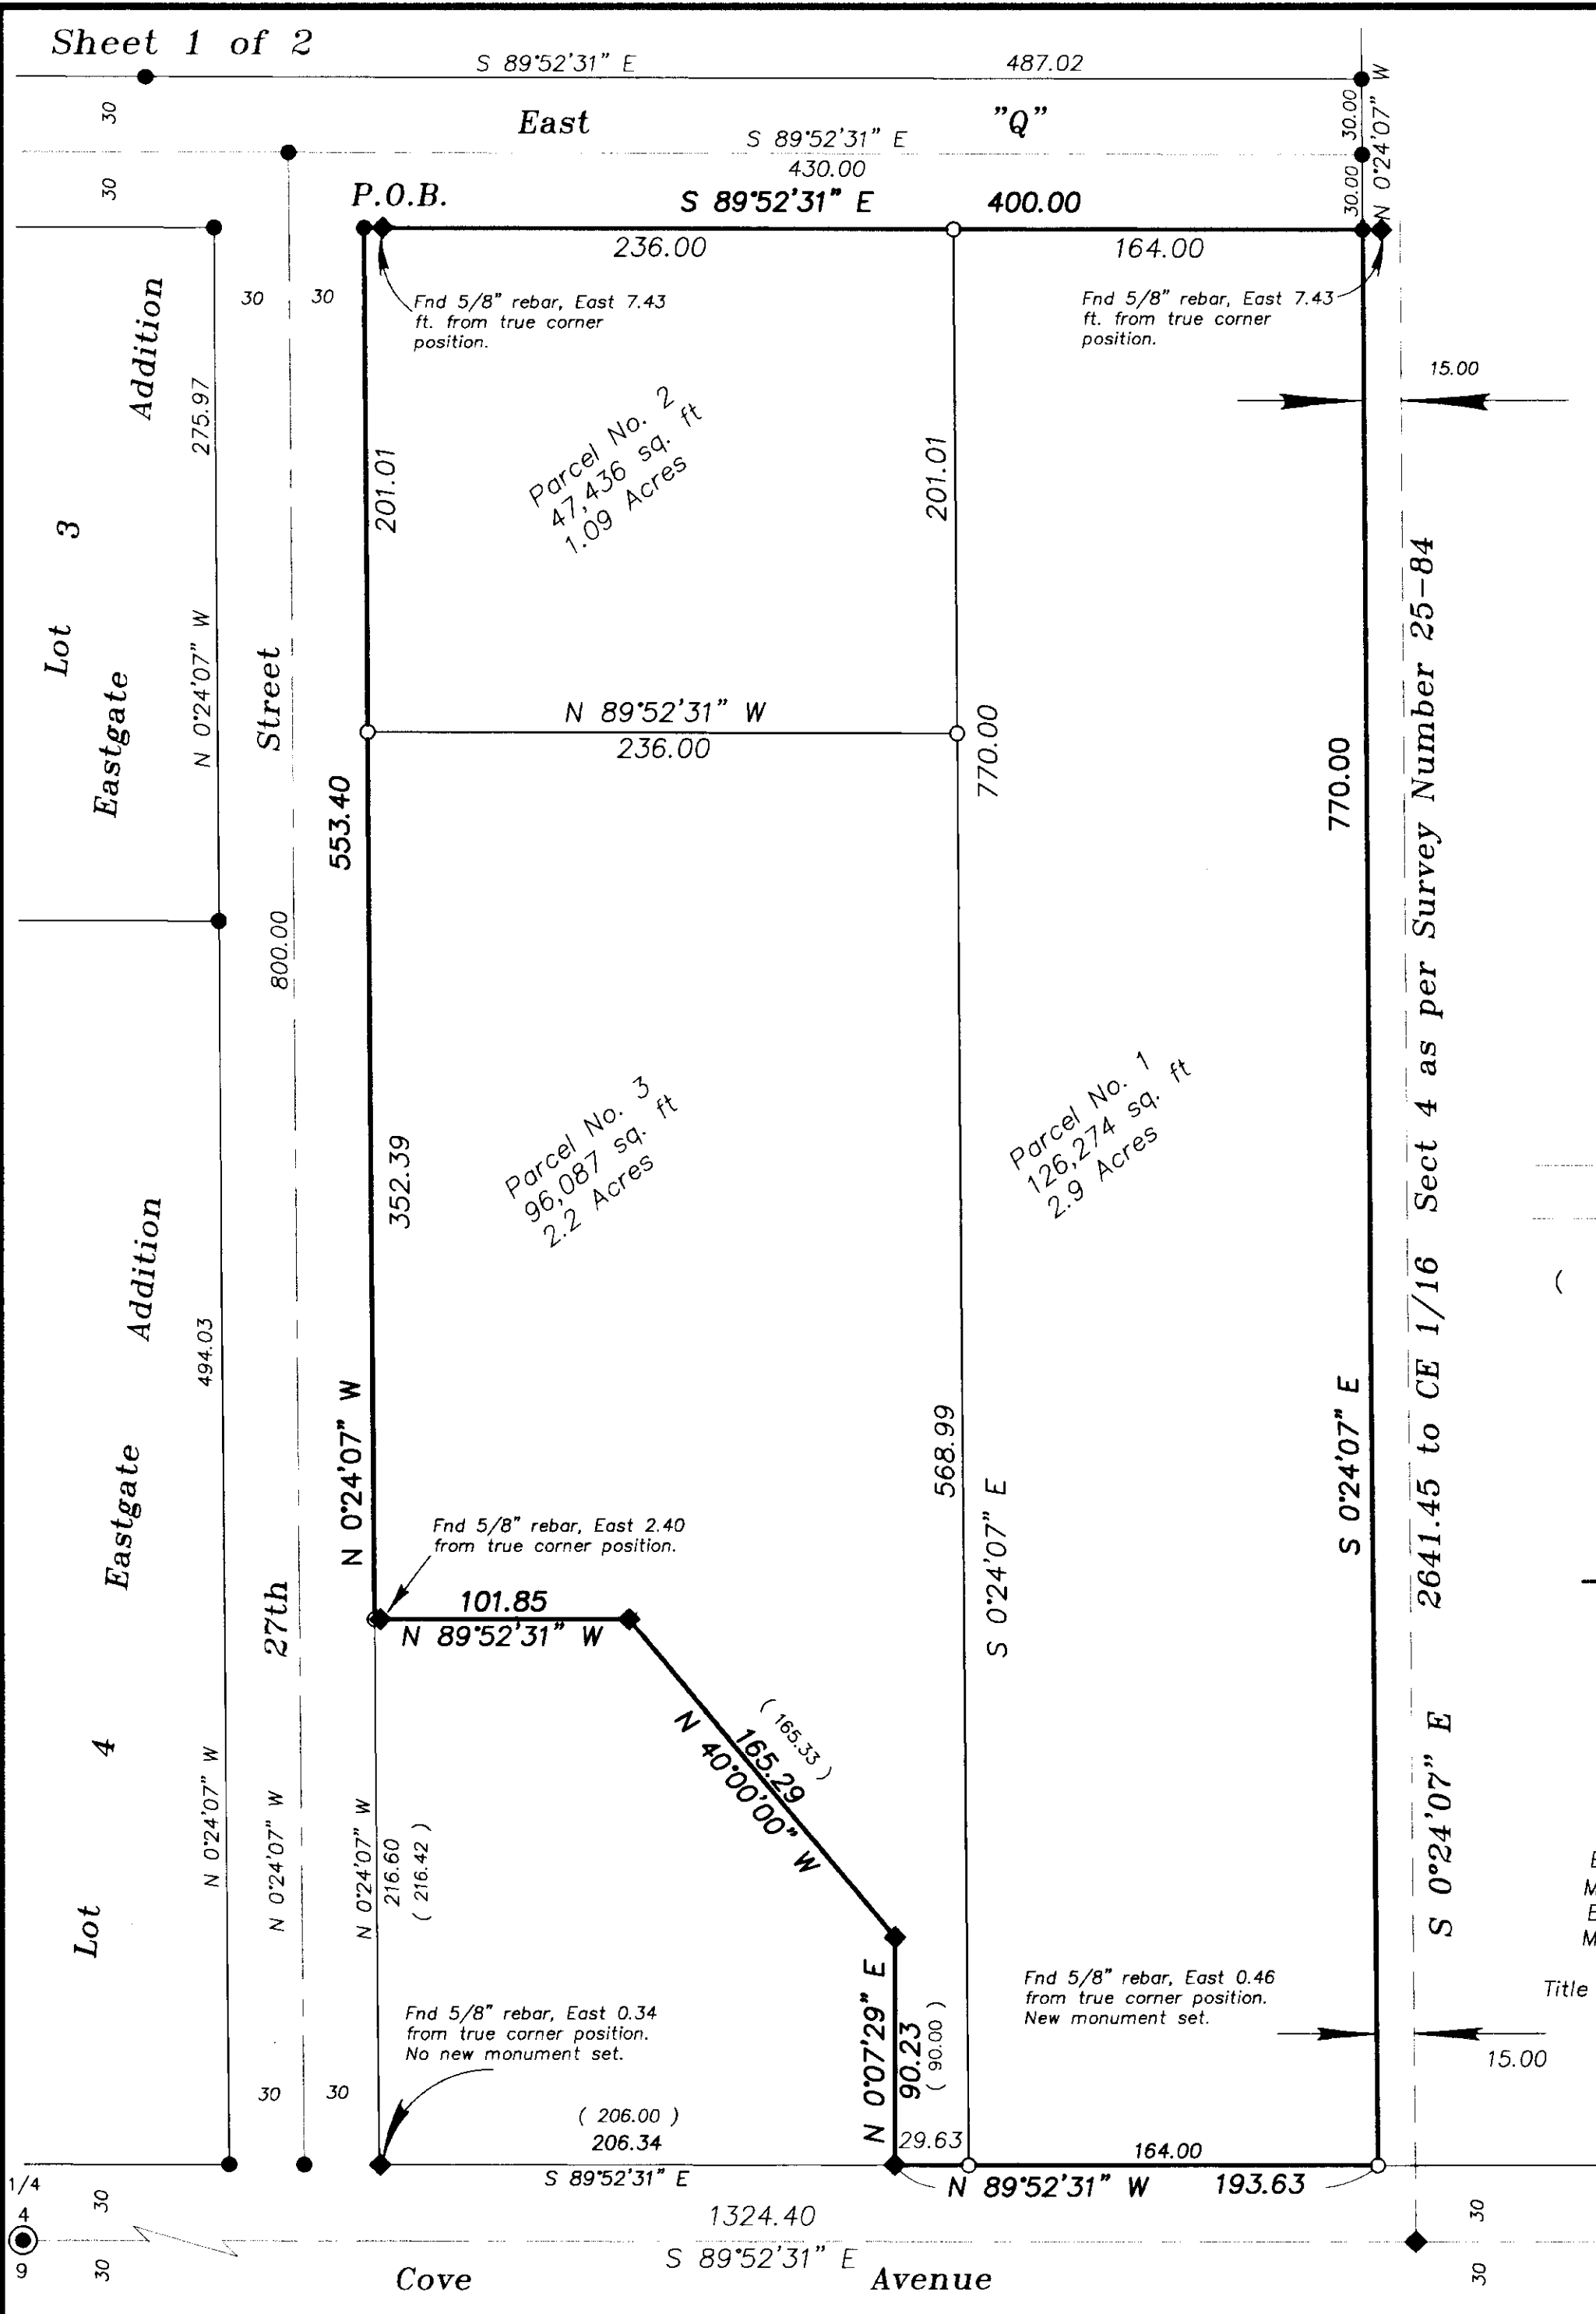 Sheet 1 of 2
S 89°52'31" E
487.02
30
East
"Q"
S 89°52'31" E
430.00
30.00
30.00
N 0°24'07" W
30
P.O.B.
S 89°52'31" E
400.00
236.00
164.00
30
30
Fnd 5/8" rebar, East 7.43
ft. from true corner
position.
Fnd 5/8" rebar, East 7.43
ft. from true corner
position.
15.00
Addition
275.97
Lot 3
Eastgate
N 0°24'07" W
201.01
Parcel No. 2
47,436 sq. ft
1.09 Acres
201.01
Street
N 89°52'31" W
236.00
770.00
770.00
553.40
800.00
Sect 4 as per Survey Number 25-84
352.39
Parcel No. 3
96,087 sq. ft
2.2 Acres
Parcel No. 1
126,274 sq. ft
2.9 Acres
(
Addition
494.03
Eastgate
Lot 4
N 0°24'07" W
568.99
S 0°24'07" E
S 0°24'07" E
2641.45 to CE 1/16
S 0°24'07" E
Fnd 5/8" rebar, East 2.40
from true corner position.
101.85
N 89°52'31" W
27th
( 165.33 )
165.29
N 40°00'00" W
N 0°24'07" W
N 0°24'07" W
N 0°24'07" W
216.60
( 216.42 )
E
M
E
M
Title
Fnd 5/8" rebar, East 0.46
from true corner position.
New monument set.
15.00
Fnd 5/8" rebar, East 0.34
from true corner position.
No new monument set.
N 0°07'29" E
90.23
( 90.00 )
30
30
( 206.00 )
206.34
S 89°52'31" E
29.63
164.00
N 89°52'31" W
193.63
1/4
4
9
30
30
1324.40
S 89°52'31" E
30
30
Cove
Avenue